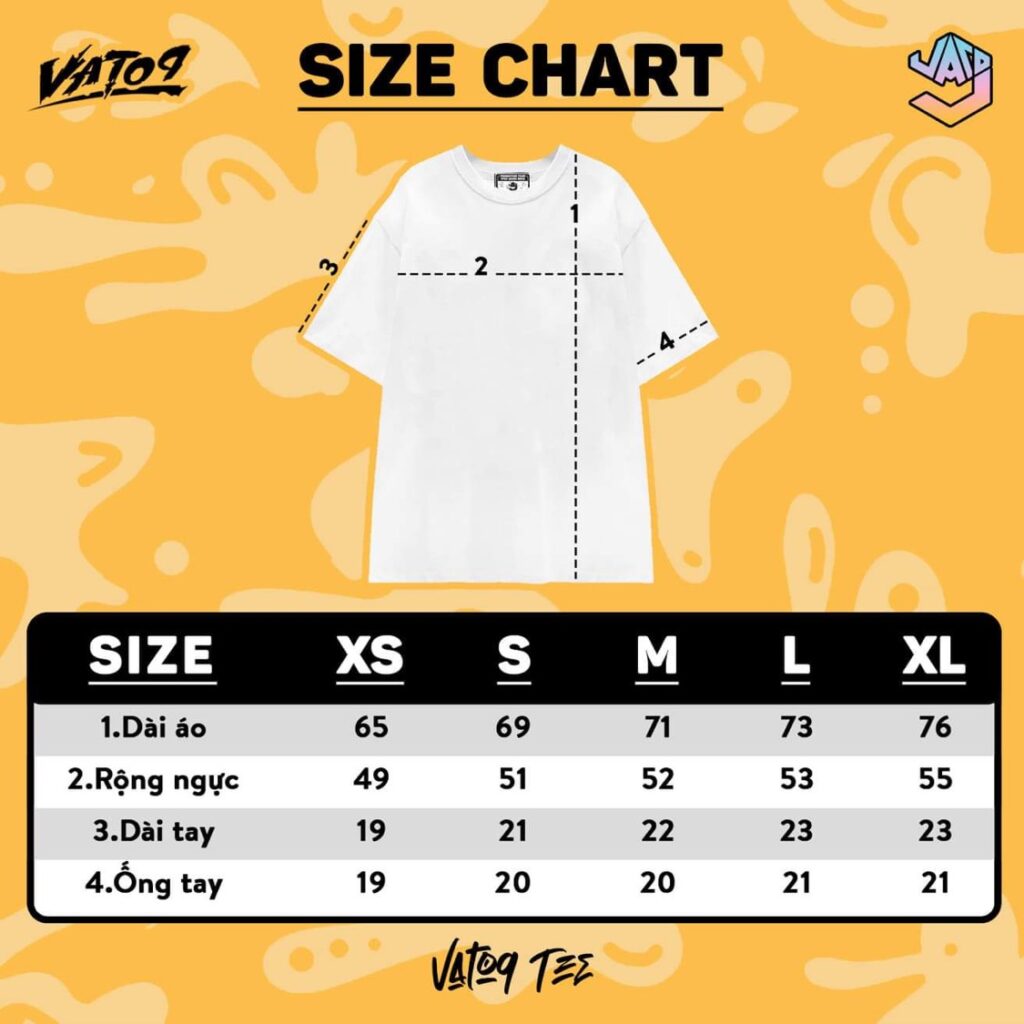 VATO9
SIZE CHART
VATO
9
1
2
3
4
SIZE XS S M L XL
1.Dài áo 65 69 71 73 76
2.Rộng ngực 49 51 52 53 55
3.Dài tay 19 21 22 23 23
4.Ống tay 19 20 20 21 21
VATO9 TEE